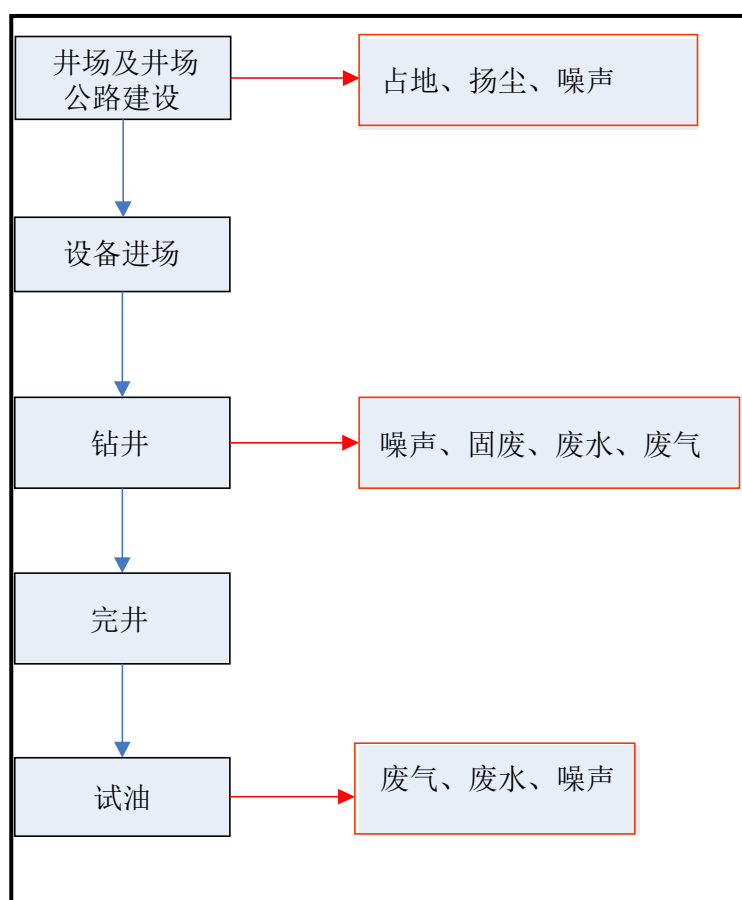 井场及井场
公路建设
占地、扬尘、噪声
设备进场
钻井
噪声、固废、废水、废气
完井
试油
废气、废水、噪声